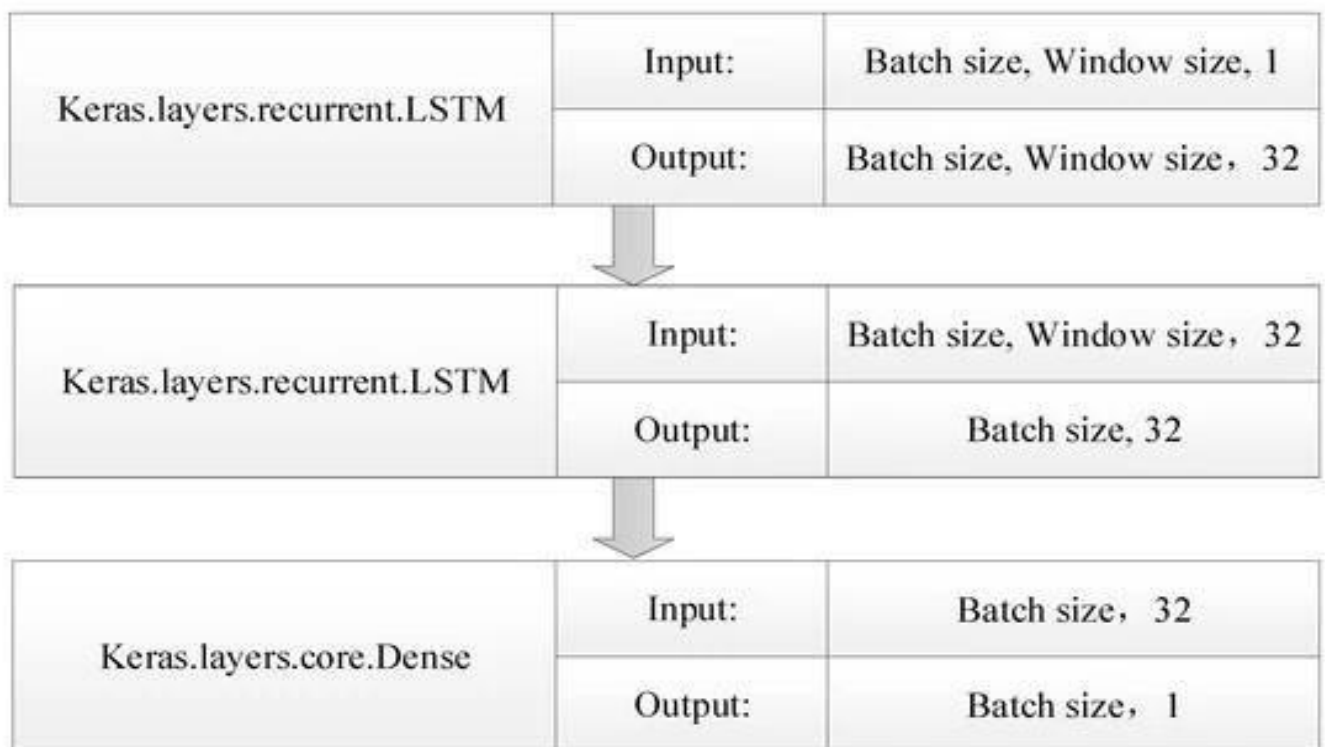 Keras.layers.recurrent.LSTM
Input:
Batch size, Window size, 1
Output:
Batch size, Window size，32
Keras.layers.recurrent.LSTM
Input:
Batch size, Window size，32
Output:
Batch size, 32
Keras.layers.core.Dense
Input:
Batch size，32
Output:
Batch size，1